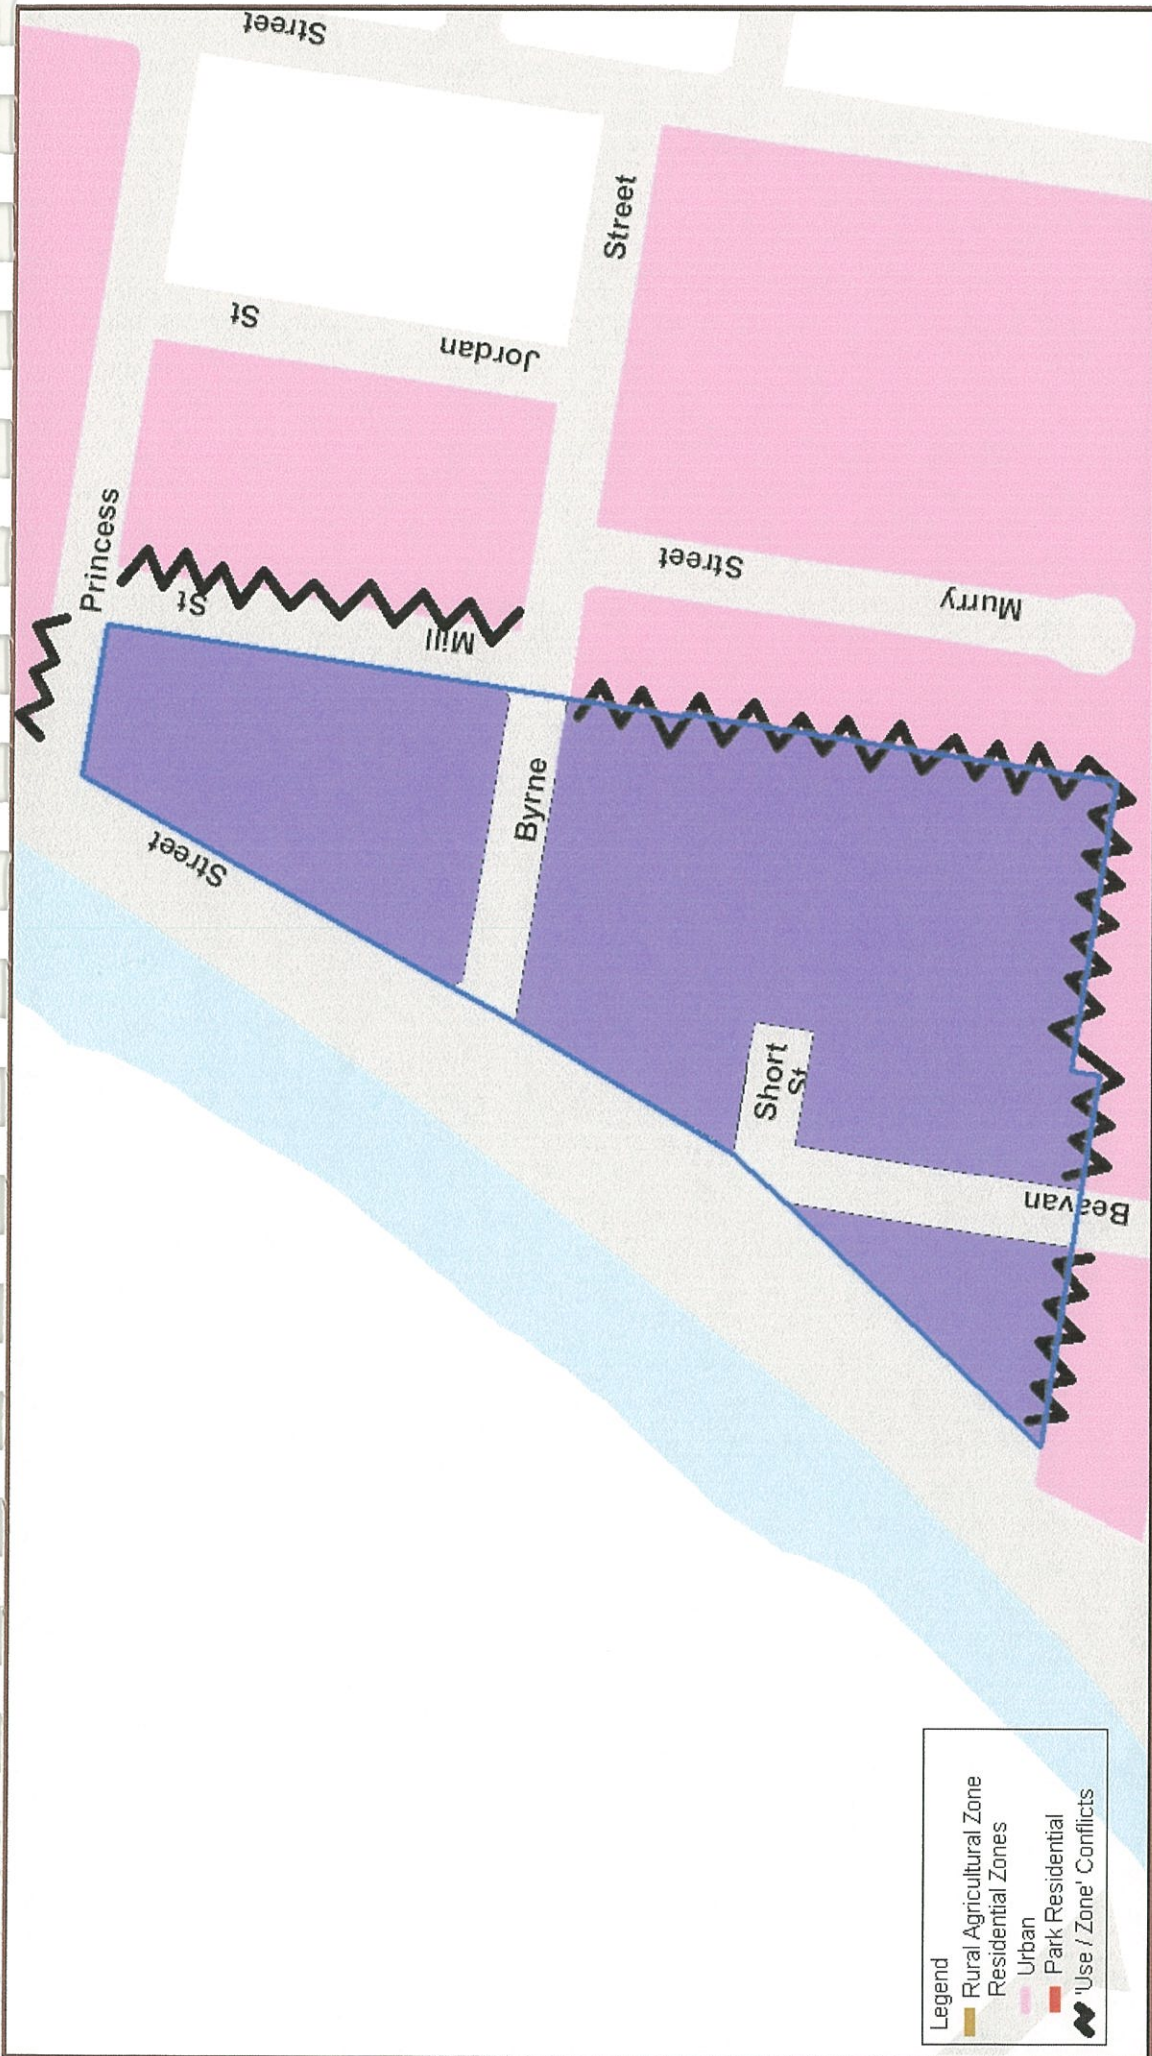 Street
Street
St
Jordan
Princess
St
Mill
Street
Murry
Street
Byrne
Short
St
Beavan
Legend
Rural Agricultural Zone
Residential Zones
Urban
Park Residential
'Use / Zone' Conflicts